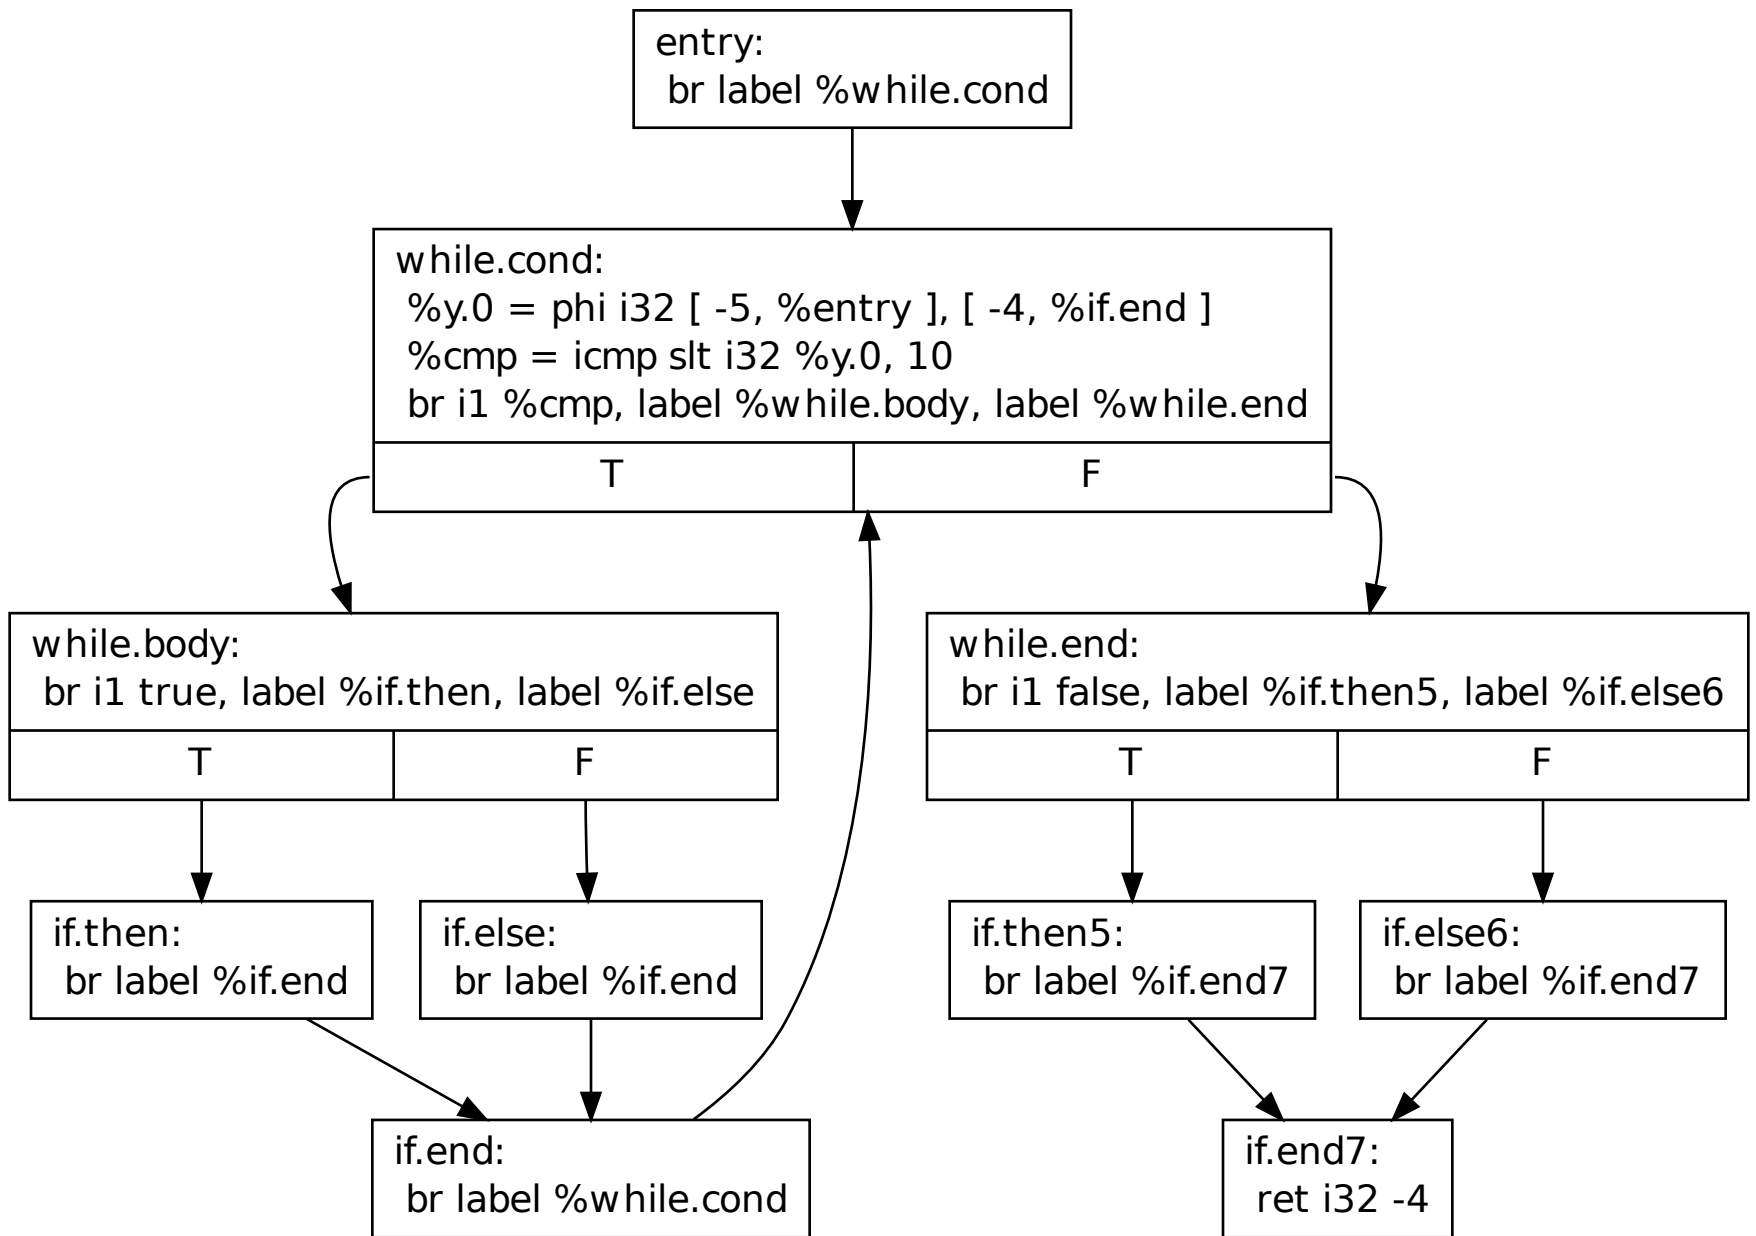 entry:
br label %while.cond
while.cond:
%y.0 = phi i32 [ -5, %entry ], [ -4, %if.end ]
%cmp = icmp slt i32 %y.0, 10
br i1 %cmp, label %while.body, label %while.end
T
F
while.body:
br i1 true, label %if.then, label %if.else
T
F
while.end:
br i1 false, label %if.then5, label %if.else6
T
F
if.then:
br label %if.end
if.else:
br label %if.end
if.then5:
br label %if.end7
if.else6:
br label %if.end7
if.end:
br label %while.cond
if.end7:
ret i32 -4